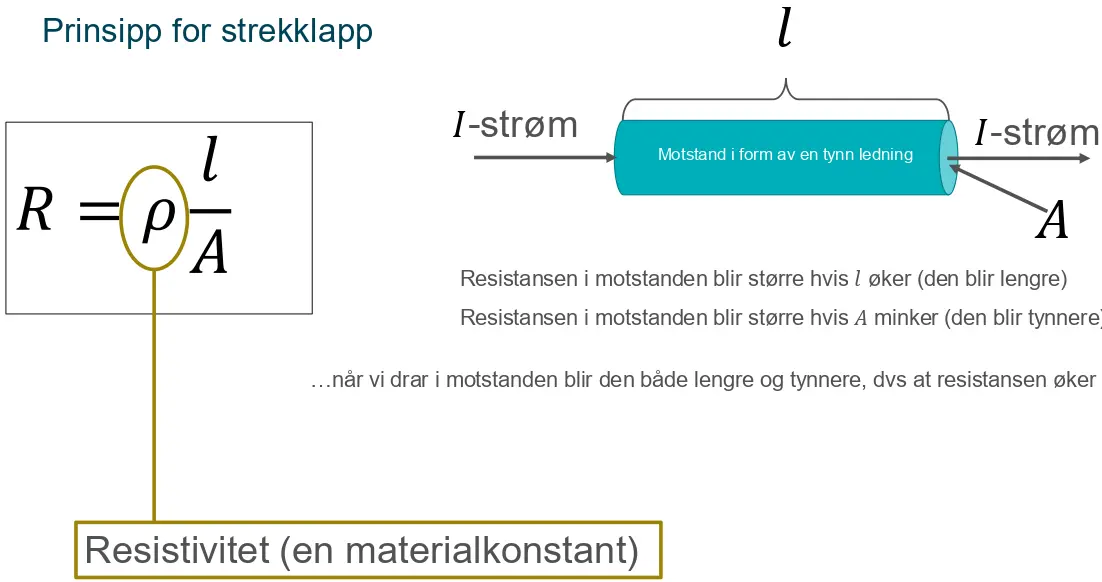 Prinsipp for strekklapp
l
I-strøm
I-strøm
Motstand i form av en tynn ledning
A
R = ρ l/A
Resistansen i motstanden blir større hvis l øker (den blir lengre)
Resistansen i motstanden blir større hvis A minker (den blir tynnere)
…når vi drar i motstanden blir den både lengre og tynnere, dvs at resistansen øker
Resistivitet (en materialkonstant)